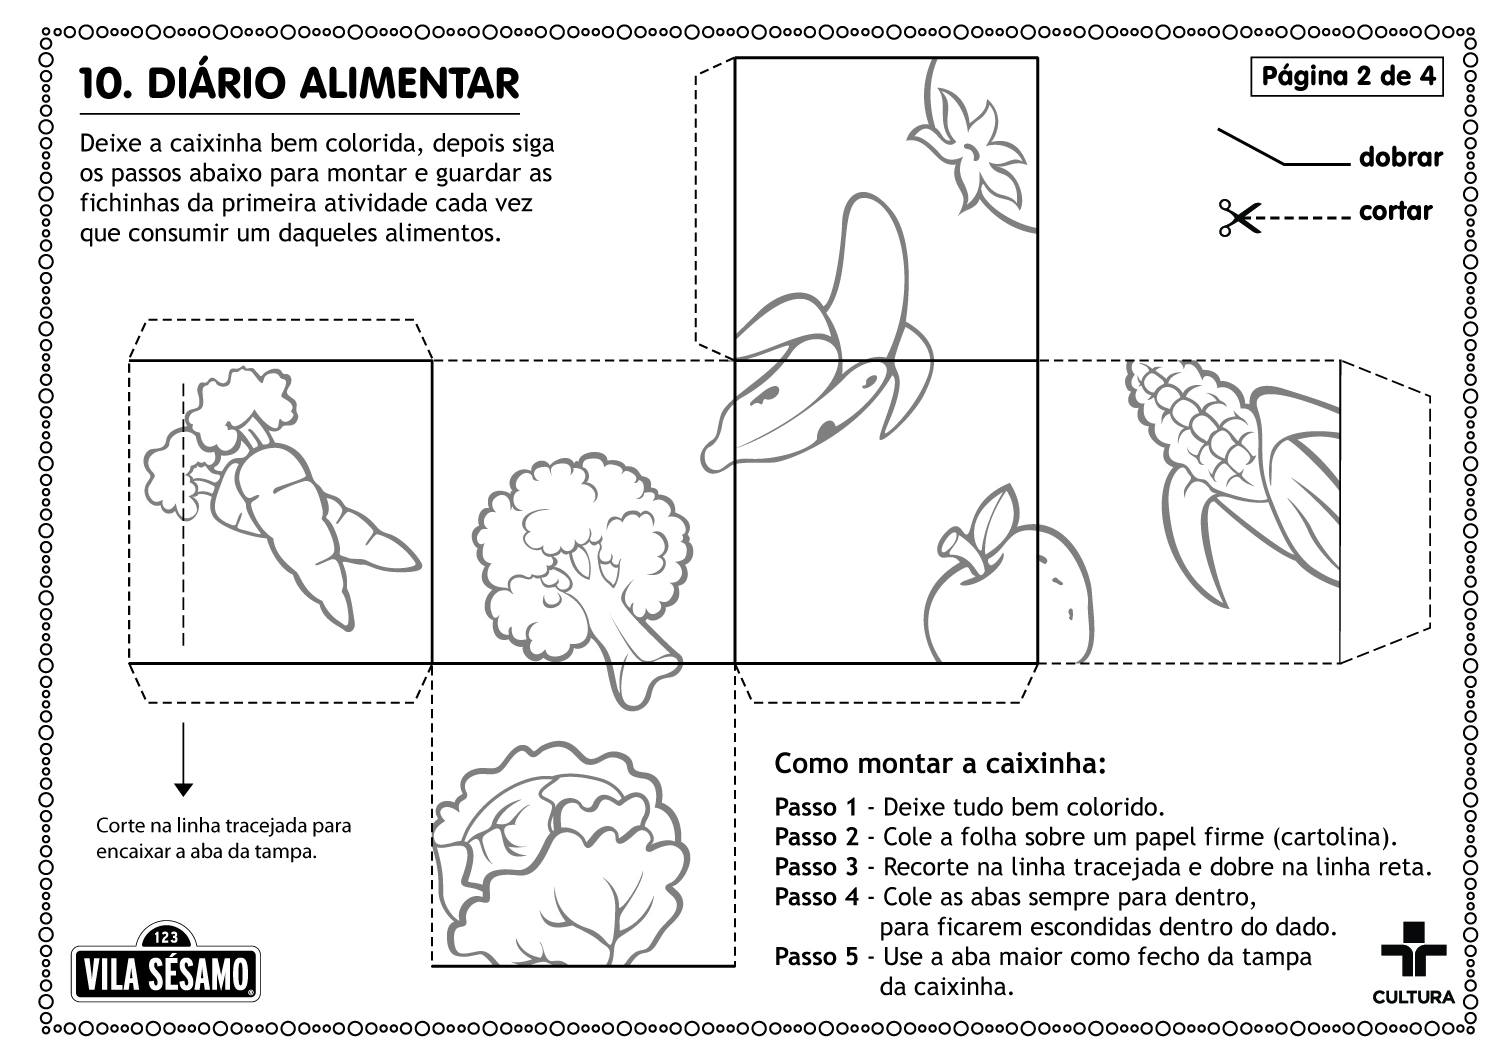 10. DIÁRIO ALIMENTAR
Deixe a caixinha bem colorida, depois siga
os passos abaixo para montar e guardar as
fichinhas da primeira atividade cada vez
que consumir um daqueles alimentos.
Página 2 de 4
dobrar
cortar
Corte na linha tracejada para
encaixar a aba da tampa.
Como montar a caixinha:
Passo 1 - Deixe tudo bem colorido.
Passo 2 - Cole a folha sobre um papel firme (cartolina).
Passo 3 - Recorte na linha tracejada e dobre na linha reta.
Passo 4 - Cole as abas sempre para dentro,
para ficarem escondidas dentro do dado.
Passo 5 - Use a aba maior como fecho da tampa
da caixinha.
123
VILA SÉSAMO®
CULTURA